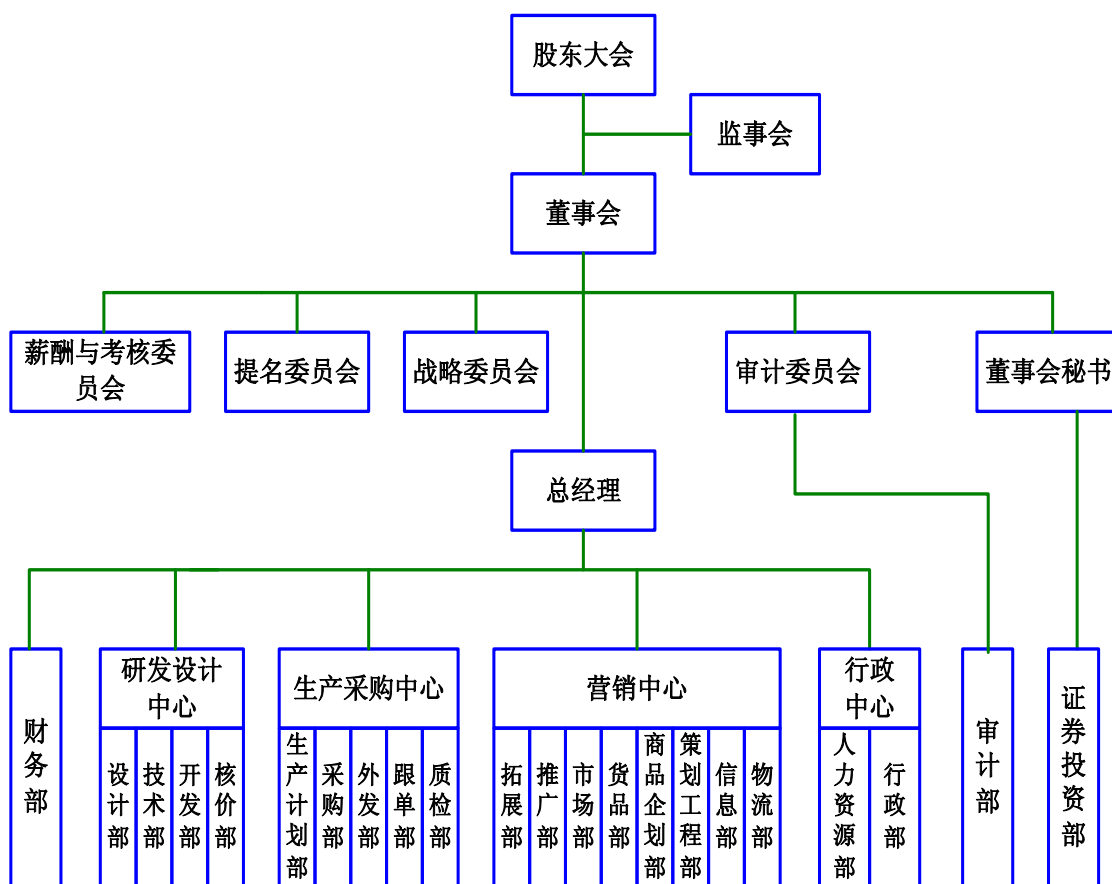 股东大会
监事会
董事会
薪酬与考核委
员会
提名委员会
战略委员会
审计委员会
董事会秘书
总经理
财务部
研发设计
中心
设计部
技术部
开发部
核价部
生产采购中心
生产计划部
采购部
外发部
跟单部
质检部
营销中心
拓展部
推广部
市场部
货品部
商品企划部
策划工程部
信息部
物流部
行政
中心
人力资源部
行政部
审计部
证券投资部